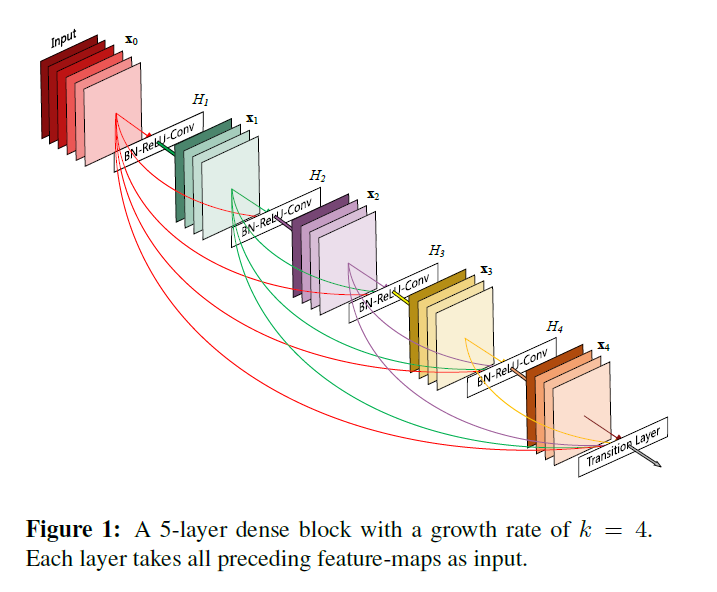 Input
x₀
H₁
BN-ReLU-Conv
x₁
H₂
BN-ReLU-Conv
x₂
H₃
BN-ReLU-Conv
x₃
H₄
BN-ReLU-Conv
x₄
Transition Layer
Figure 1: A 5-layer dense block with a growth rate of k = 4.
Each layer takes all preceding feature-maps as input.